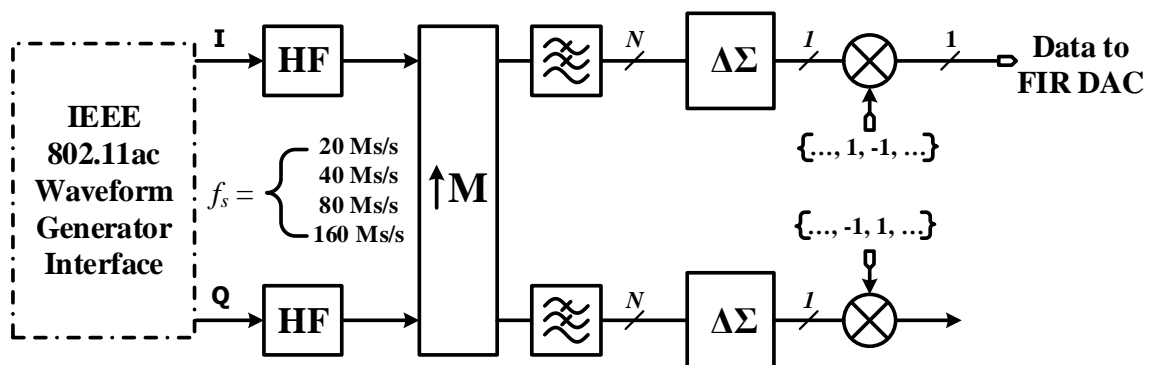 I
HF
N
ΔΣ
1
1
Data to
FIR DAC
IEEE
802.11ac
Waveform
Generator
Interface
fs =
20 Ms/s
40 Ms/s
80 Ms/s
160 Ms/s
↑M
{…, 1, -1, …}
{…, -1, 1, …}
Q
HF
N
ΔΣ
1